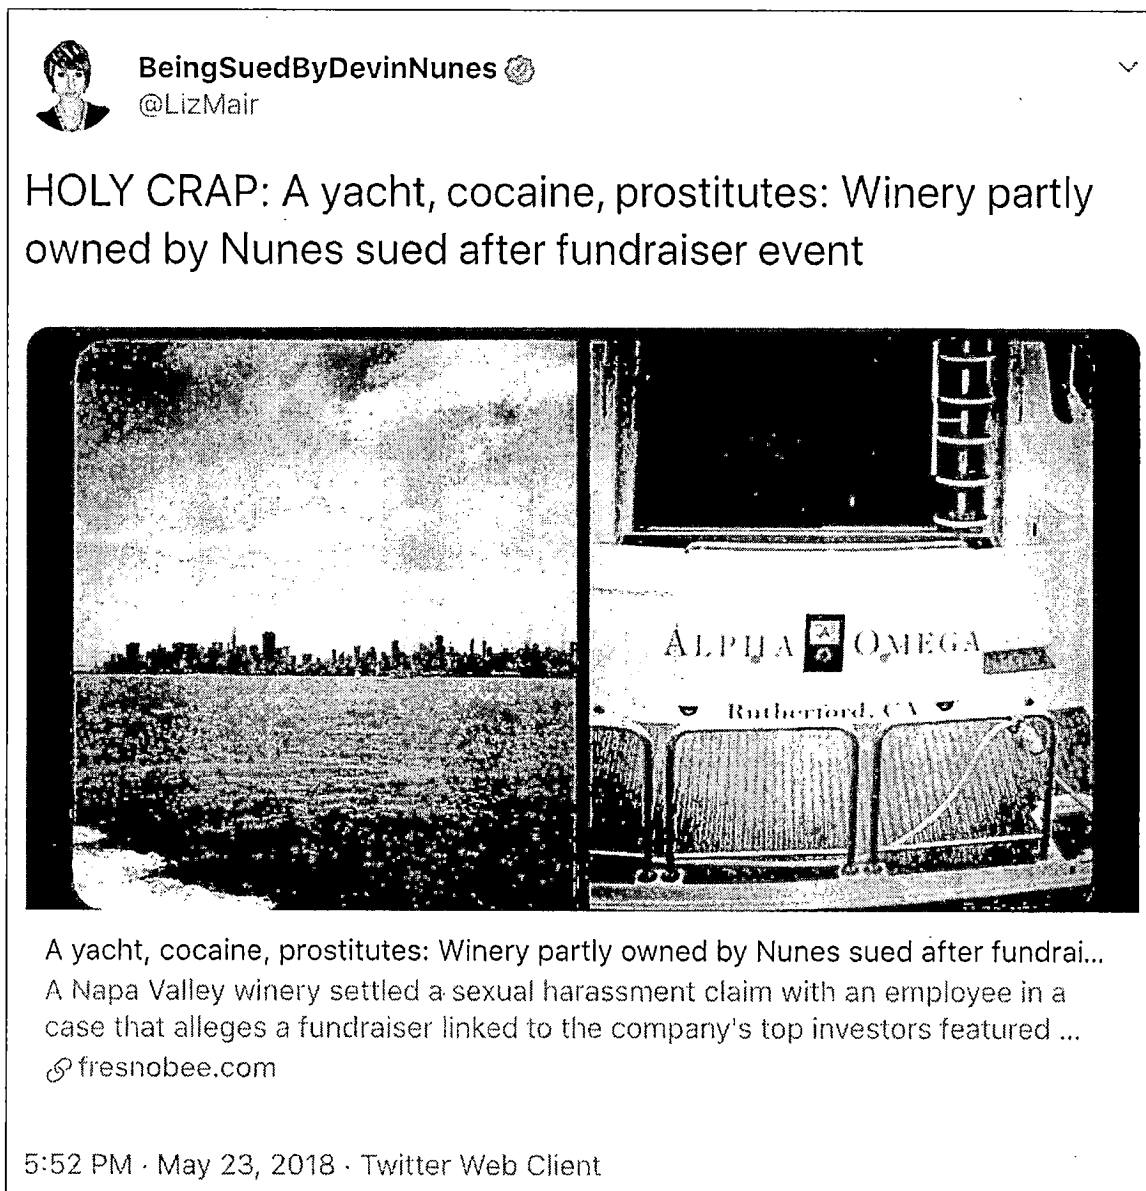 BeingSuedByDevinNunes
@LizMair
HOLY CRAP: A yacht, cocaine, prostitutes: Winery partly
owned by Nunes sued after fundraiser event
ALPHA OMEGA
Rutherford, CA
A yacht, cocaine, prostitutes: Winery partly owned by Nunes sued after fundrai...
A Napa Valley winery settled a sexual harassment claim with an employee in a
case that alleges a fundraiser linked to the company's top investors featured ...
fresnobee.com
5:52 PM · May 23, 2018 · Twitter Web Client